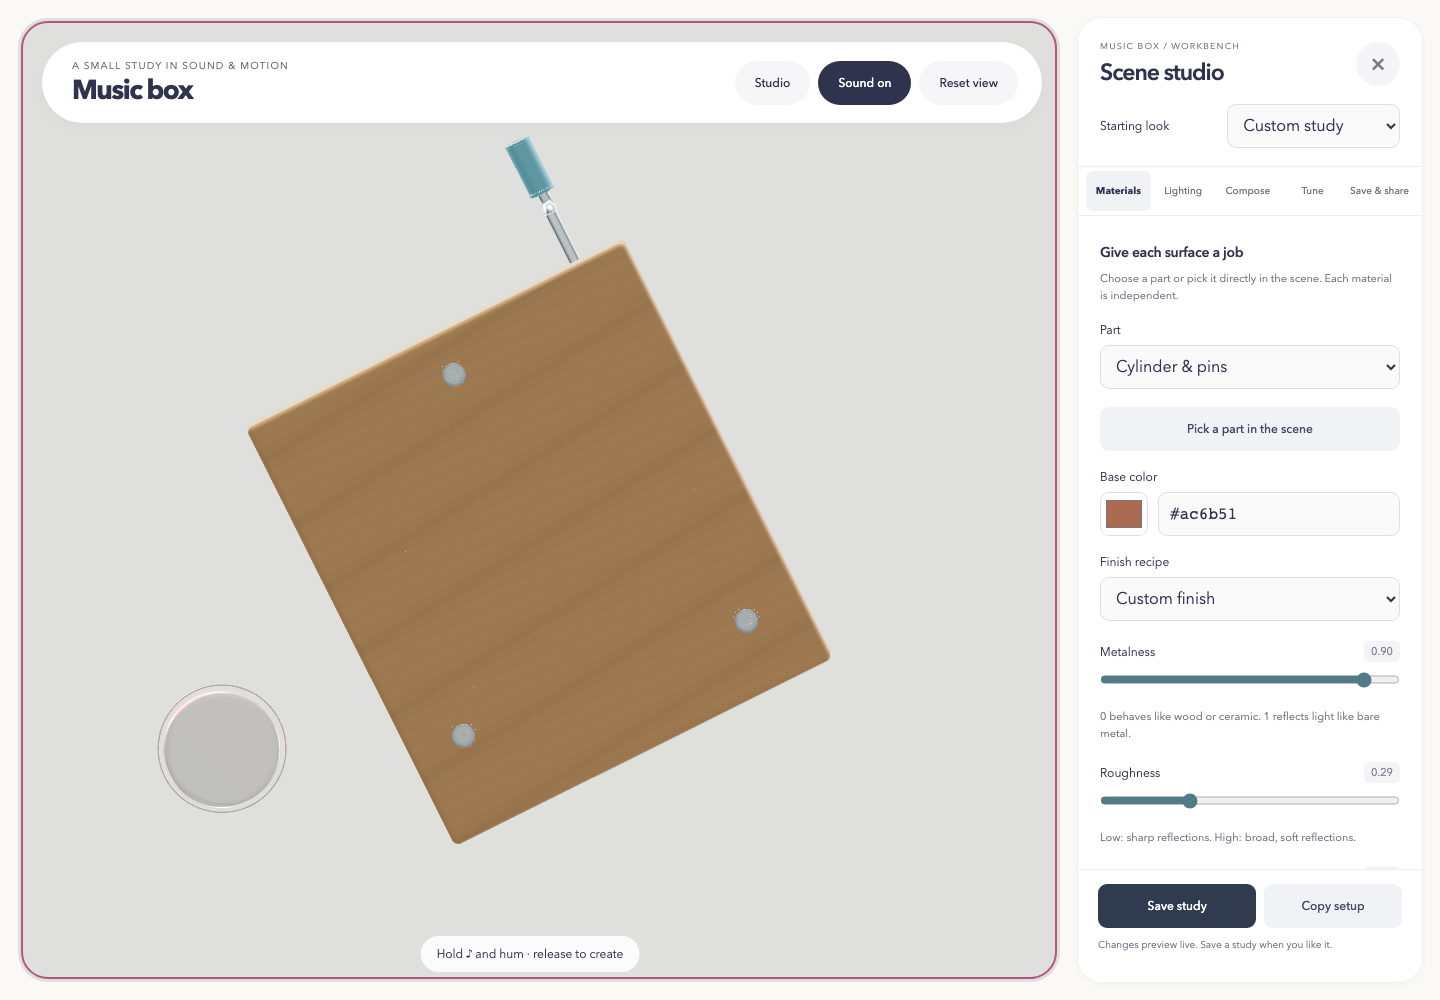 A SMALL STUDY IN SOUND & MOTION
Music box
Studio
Sound on
Reset view
Hold ♪ and hum · release to create
MUSIC BOX / WORKBENCH
Scene studio
Starting look
Custom study
Materials
Lighting
Compose
Tune
Save & share
Give each surface a job
Choose a part or pick it directly in the scene. Each material
is independent.
Part
Cylinder & pins
Pick a part in the scene
Base color
#ac6b51
Finish recipe
Custom finish
Metalness
0.90
0 behaves like wood or ceramic. 1 reflects light like bare
metal.
Roughness
0.29
Low: sharp reflections. High: broad, soft reflections.
Save study
Copy setup
Changes preview live. Save a study when you like it.